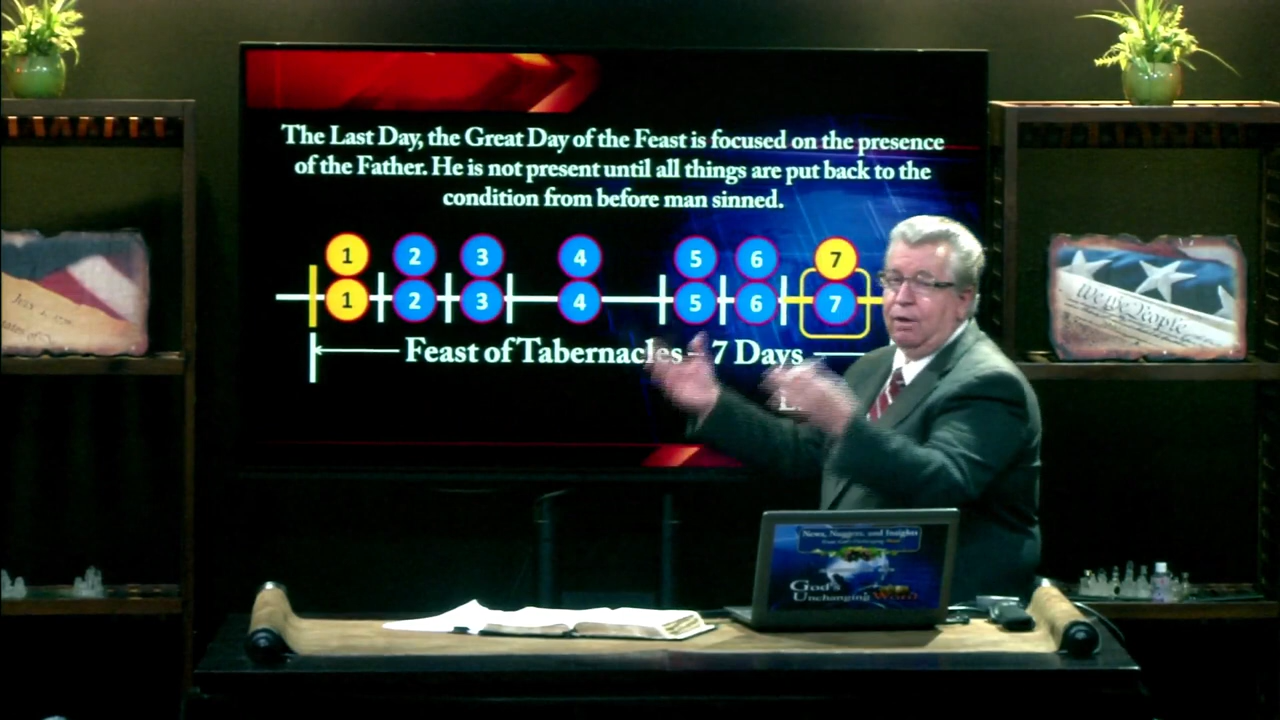 The Last Day, the Great Day of the Feast is focused on the presence
of the Father. He is not present until all things are put back to the
condition from before man sinned.
1 2 3 4 5 6 7
1 2 3 4 5 6 7
Feast of Tabernacles – 7 Days
We the People
News, Nuggets, and Insights
God's
Unchanging Word